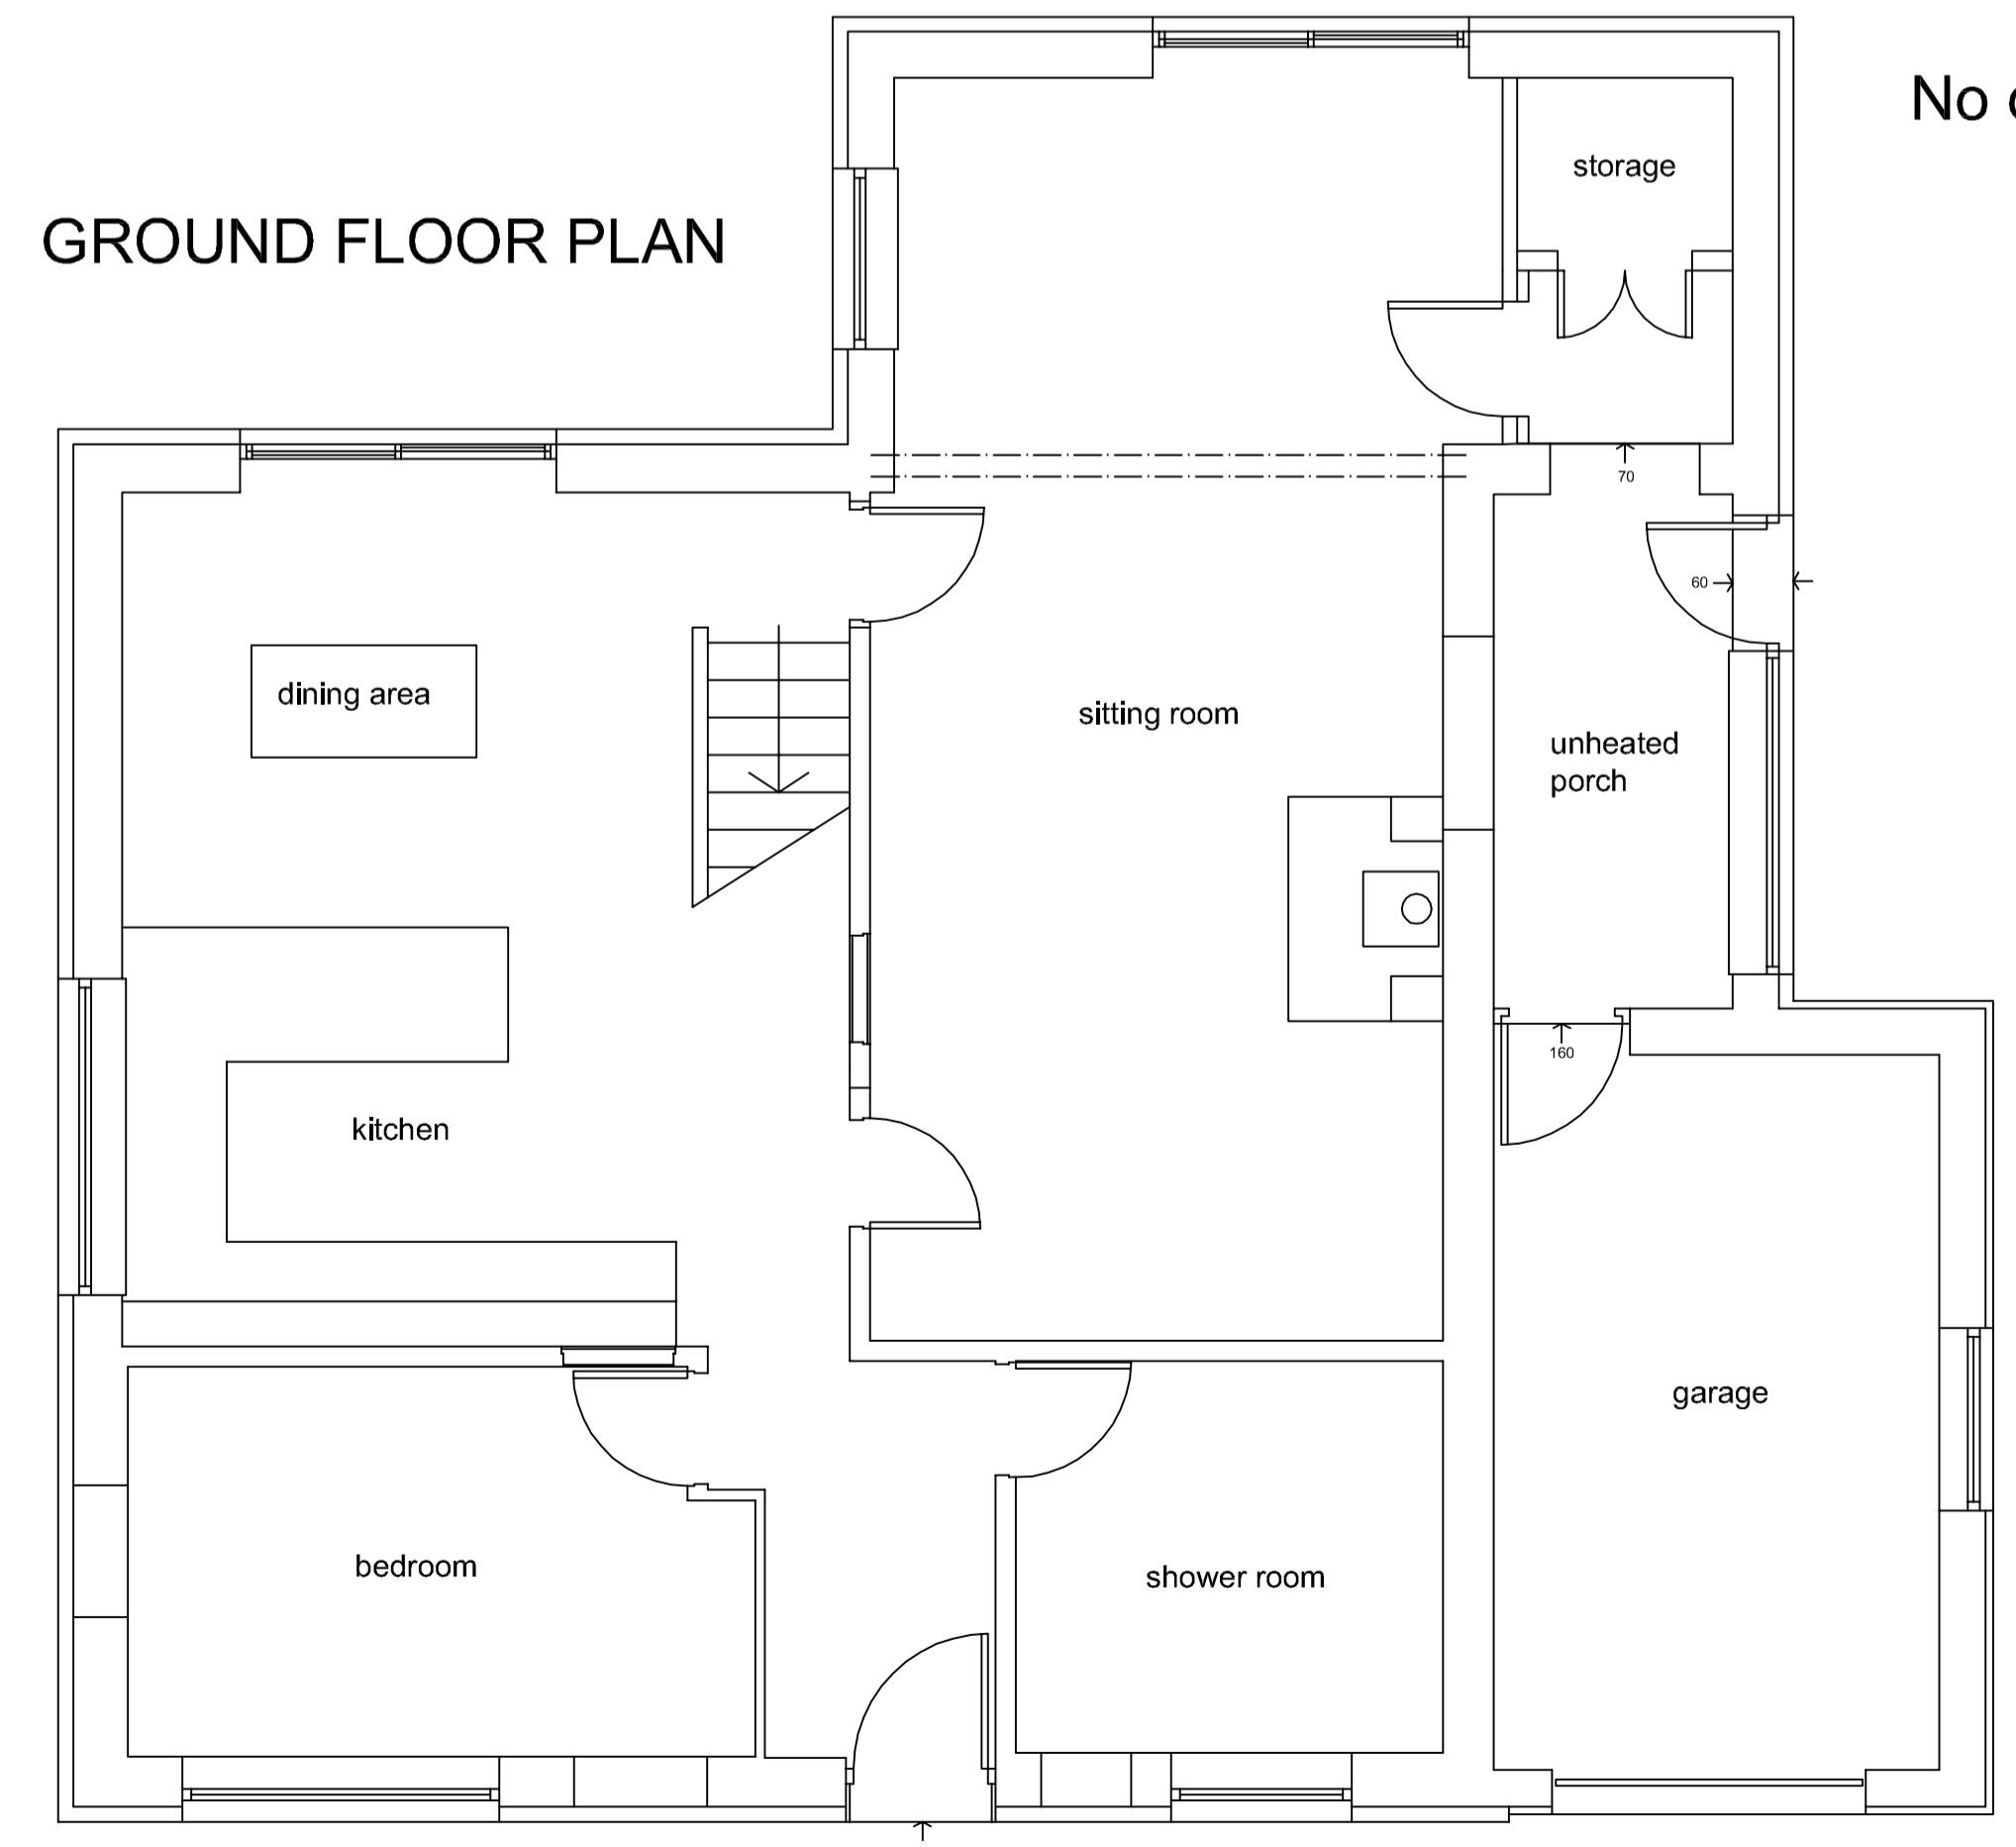 No
storage
GROUND FLOOR PLAN
70
60
dining area
sitting room
unheated
porch
160
kitchen
garage
bedroom
shower room